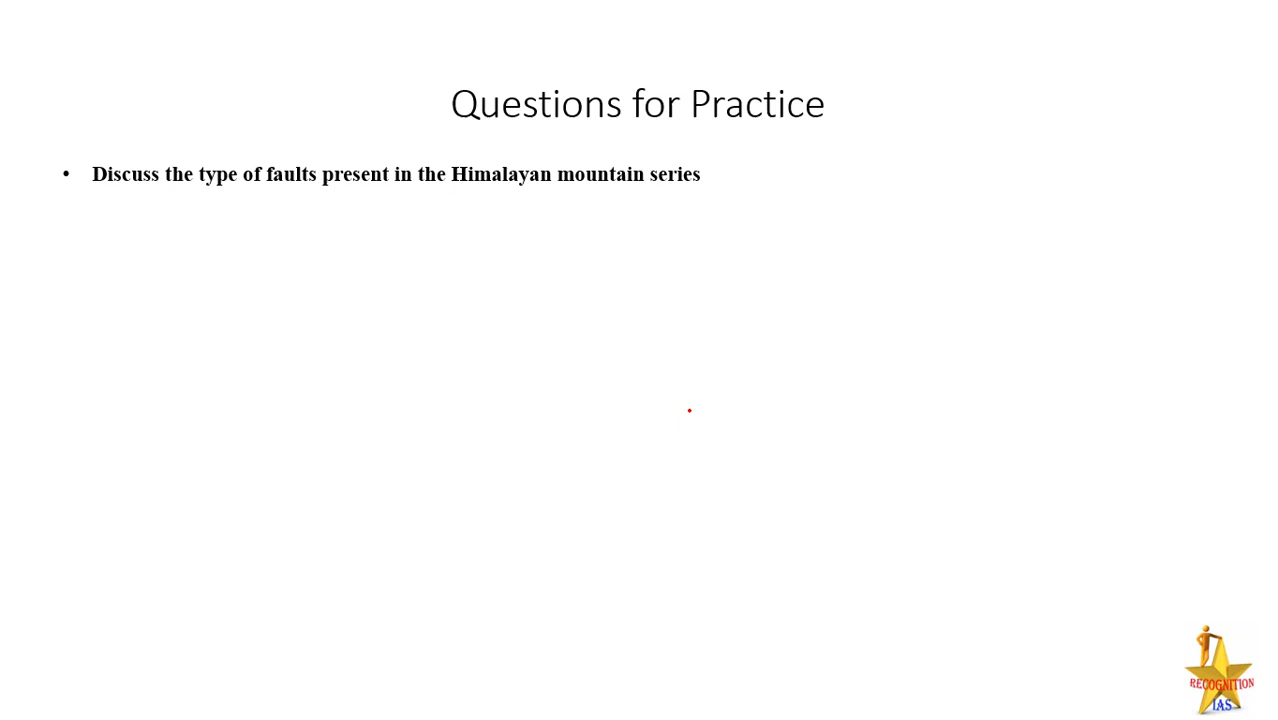 Questions for Practice
• Discuss the type of faults present in the Himalayan mountain series
RECOGNITION
IAS